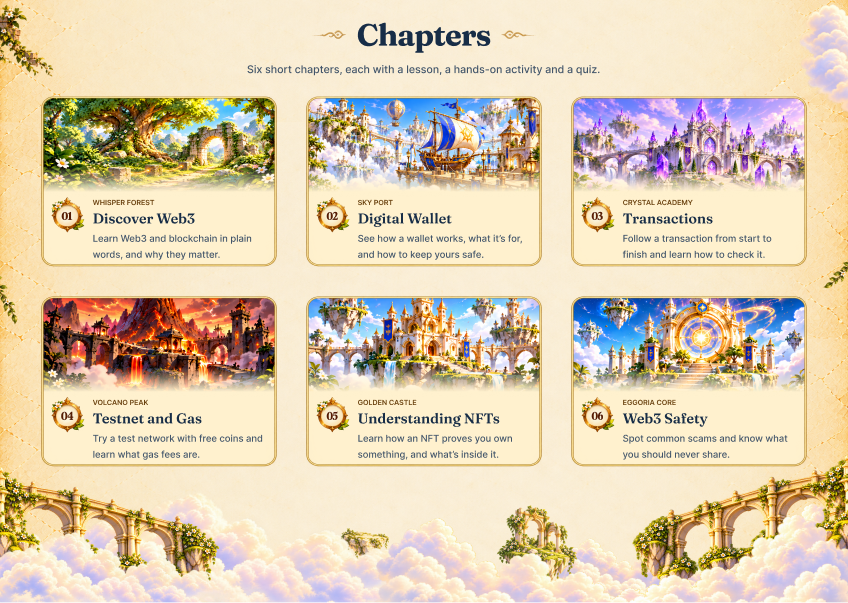 Chapters
Six short chapters, each with a lesson, a hands-on activity and a quiz.
01
WHISPER FOREST
Discover Web3
Learn Web3 and blockchain in plain
words, and why they matter.
02
SKY PORT
Digital Wallet
See how a wallet works, what it's for,
and how to keep yours safe.
03
CRYSTAL ACADEMY
Transactions
Follow a transaction from start to
finish and learn how to check it.
04
VOLCANO PEAK
Testnet and Gas
Try a test network with free coins and
learn what gas fees are.
05
GOLDEN CASTLE
Understanding NFTs
Learn how an NFT proves you own
something, and what's inside it.
06
EGGORIA CORE
Web3 Safety
Spot common scams and know what
you should never share.